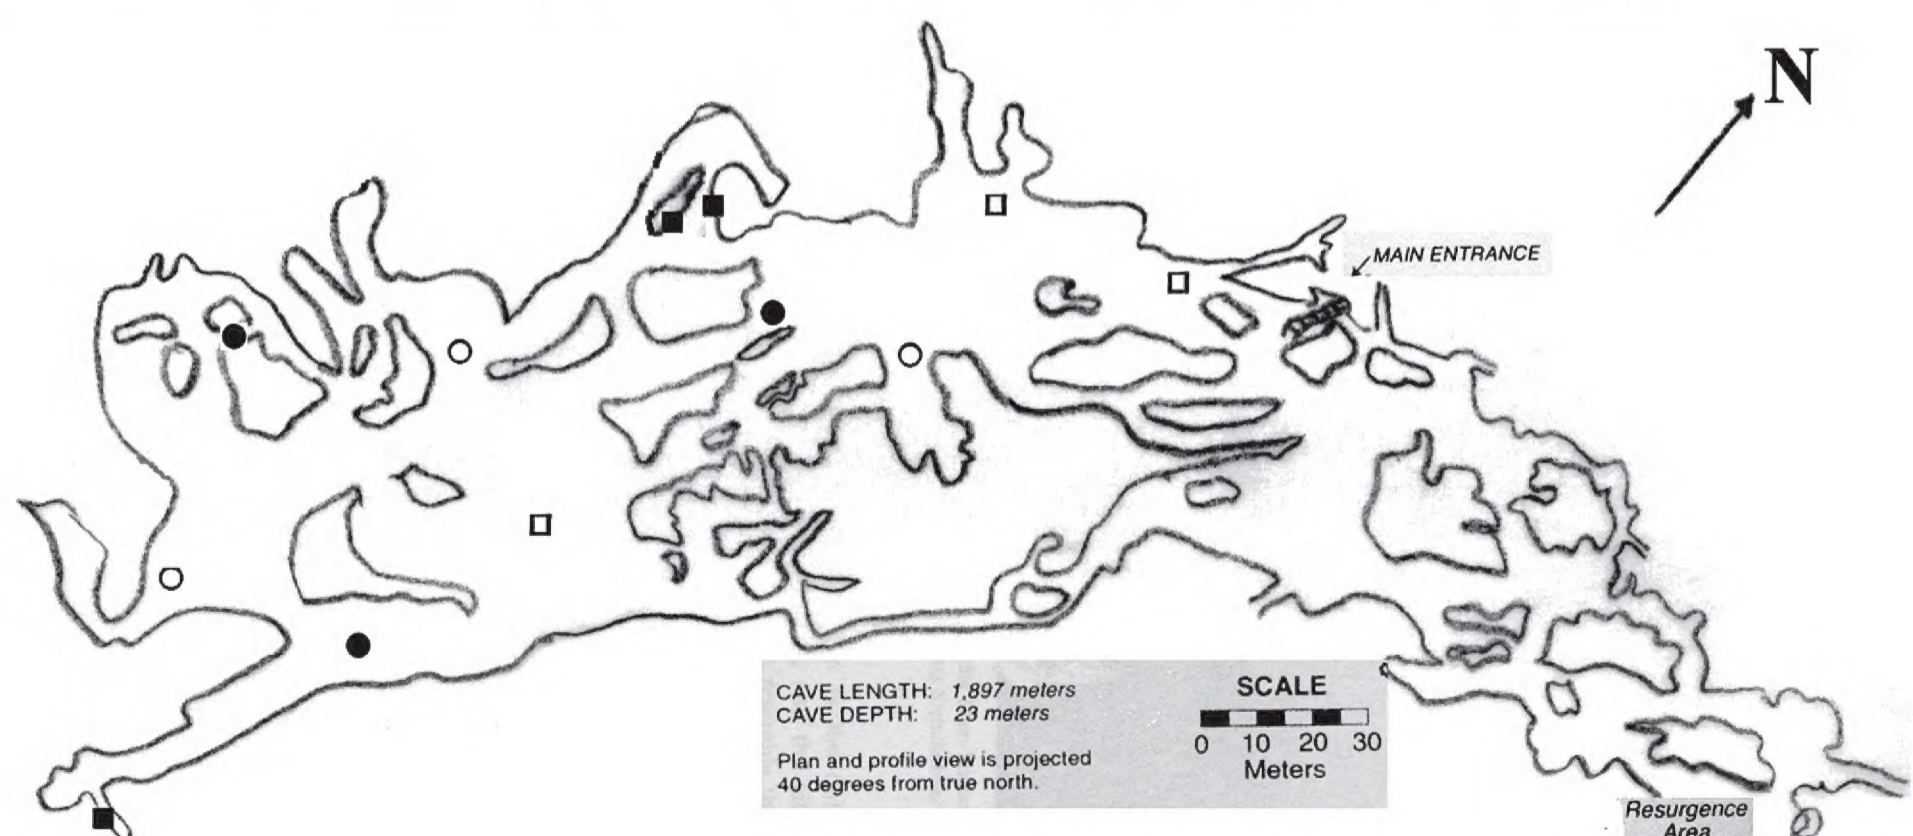 N
MAIN ENTRANCE
CAVE LENGTH: 1,897 meters
CAVE DEPTH: 23 meters
Plan and profile view is projected
40 degrees from true north.
SCALE
0 10 20 30
Meters
Resurgence
Area